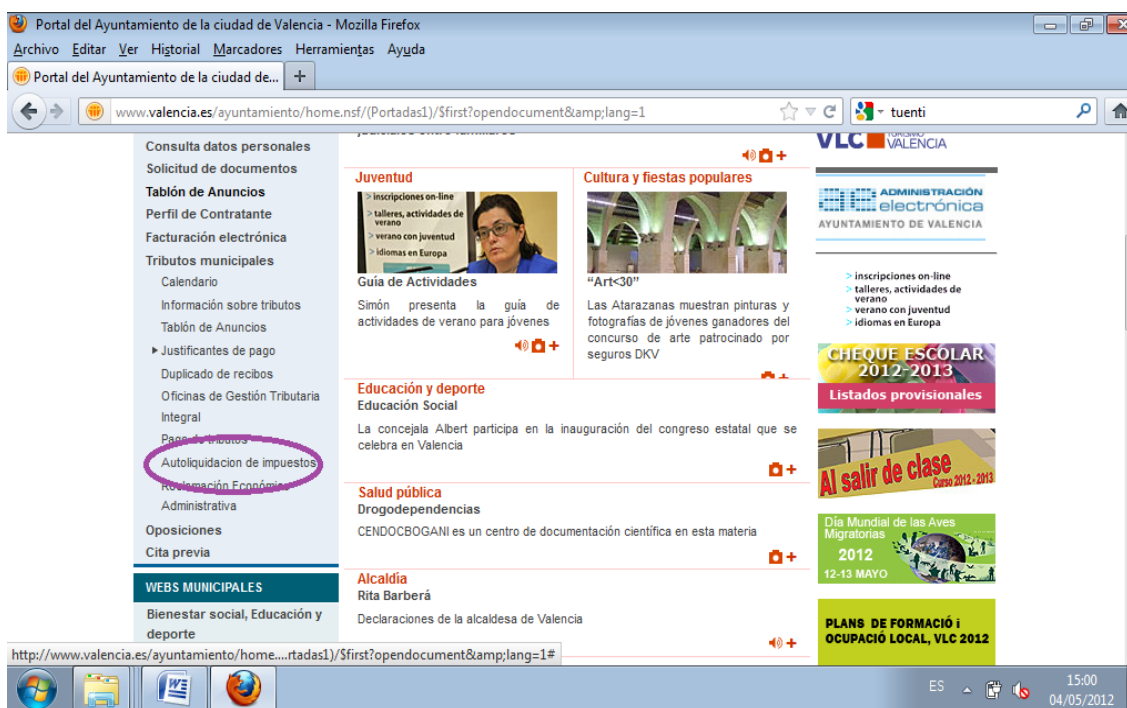 Portal del Ayuntamiento de la ciudad de Valencia - Mozilla Firefox
Archivo Editar Ver Historial Marcadores Herramientas Ayuda
Portal del Ayuntamiento de la ciudad de... +
www.valencia.es/ayuntamiento/home.nsf/(Portadas1)/$first?opendocument&amp;lang=1
tuenti
Consulta datos personales
Solicitud de documentos
Tablón de Anuncios
Perfil de Contratante
Facturación electrónica
Tributos municipales
Calendario
Información sobre tributos
Tablón de Anuncios
Justificantes de pago
Duplicado de recibos
Oficinas de Gestión Tributaria
Integral
Pago de tributos
Autoliquidacion de impuestos
Reclamación Económico
Administrativa
Oposiciones
Cita previa
WEBS MUNICIPALES
Bienestar social, Educación y
deporte
judiciales entre familiares
Juventud
> inscripciones on-line
> talleres, actividades de
verano
> verano con juventud
> idiomas en Europa
Guía de Actividades
Simón presenta la guía de
actividades de verano para jóvenes
Cultura y fiestas populares
“Art<30”
Las Atarazanas muestran pinturas y
fotografías de jóvenes ganadores del
concurso de arte patrocinado por
seguros DKV
Educación y deporte
Educación Social
La concejala Albert participa en la inauguración del congreso estatal que se
celebra en Valencia
Salud pública
Drogodependencias
CENDOCBOGANI es un centro de documentación científica en esta materia
Alcaldía
Rita Barberá
Declaraciones de la alcaldesa de Valencia
VLC TURISMO
VALENCIA
ae ADMINISTRACIÓN
electrónica
AYUNTAMIENTO DE VALENCIA
> inscripciones on-line
> talleres, actividades de
verano
> verano con juventud
> idiomas en Europa
CHEQUE ESCOLAR
2012-2013
Listados provisionales
Al salir de clase
Curso 2012-2013
Día Mundial de las Aves
Migratorias
2012
12-13 MAYO
PLANS DE FORMACIÓ i
OCUPACIÓ LOCAL, VLC 2012
http://www.valencia.es/ayuntamiento/home....rtadas1)/$first?opendocument&amp;lang=1#
ES
15:00
04/05/2012